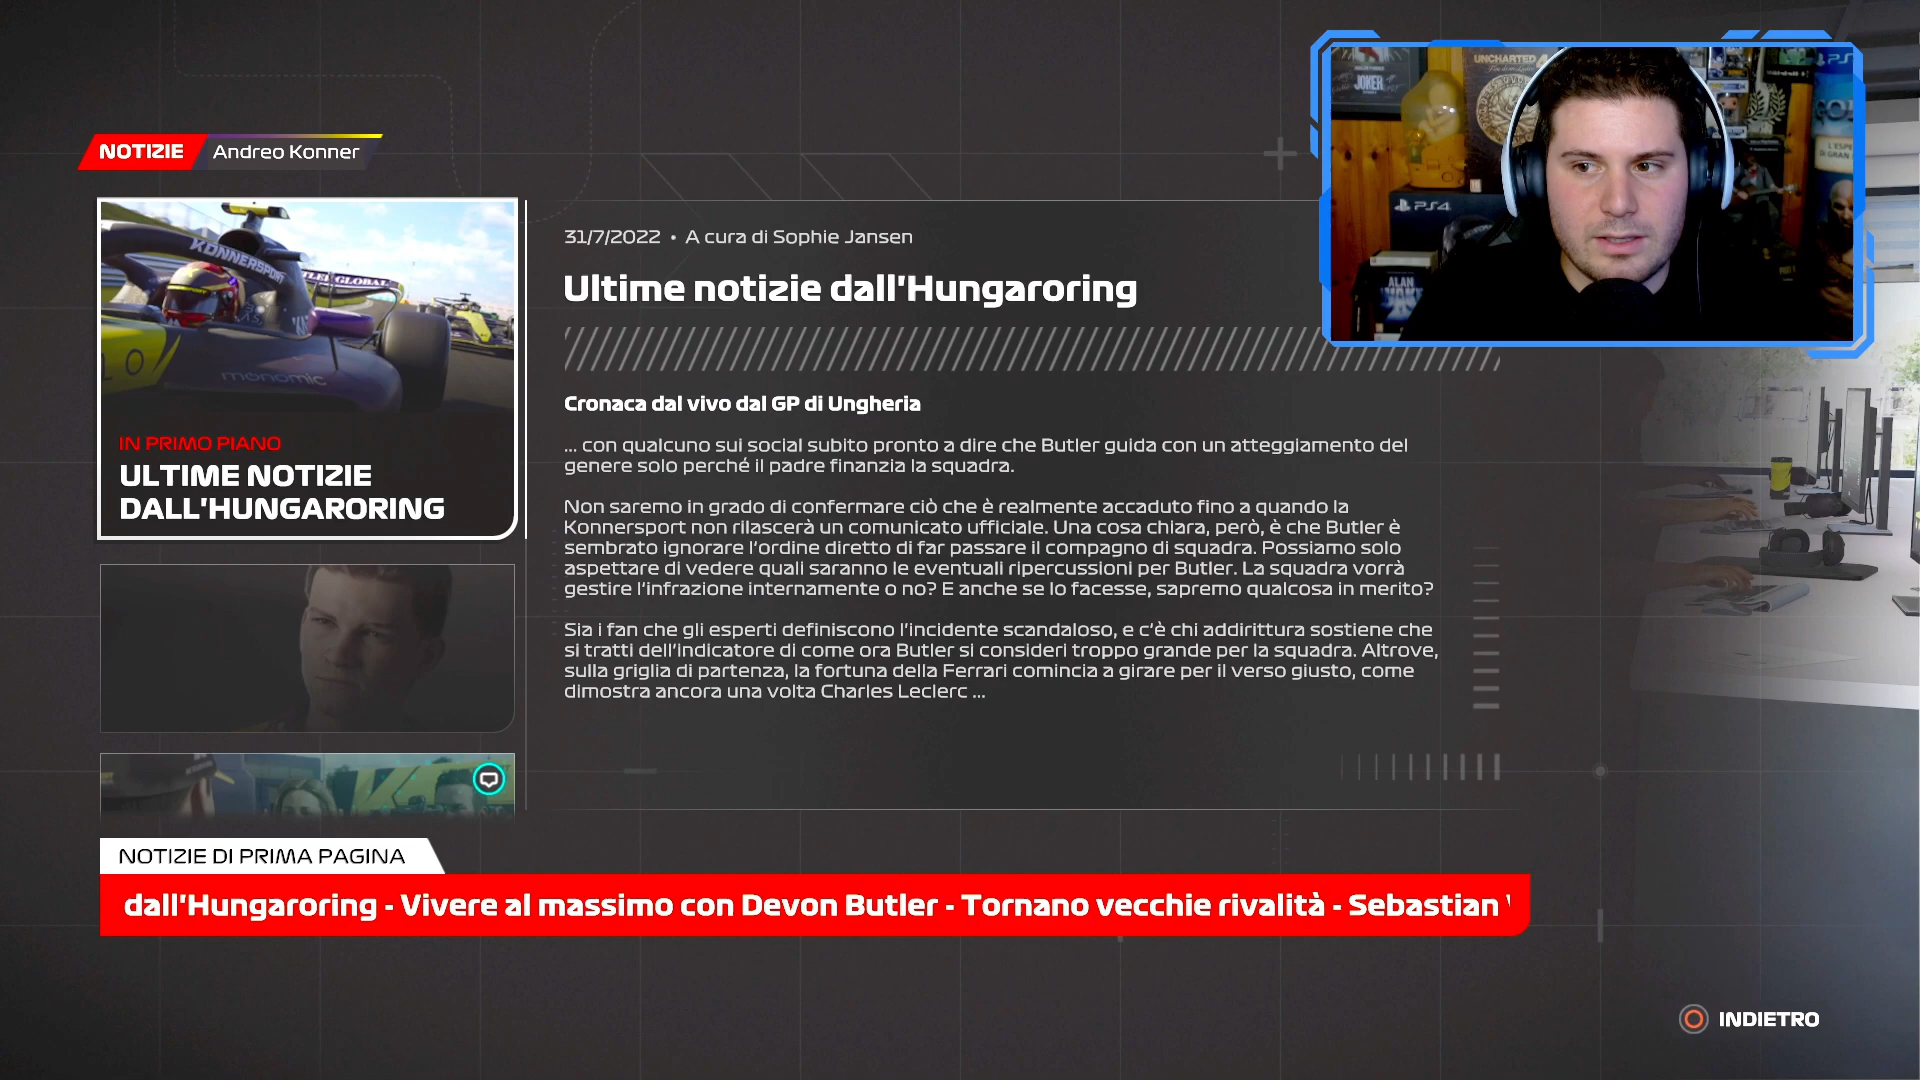 NOTIZIE Andreo Konner
KONNERSPORT
BUTLER GLOBAL
monomic
IN PRIMO PIANO
ULTIME NOTIZIE
DALL'HUNGARORING
31/7/2022 • A cura di Sophie Jansen
Ultime notizie dall'Hungaroring
Cronaca dal vivo dal GP di Ungheria
... con qualcuno sui social subito pronto a dire che Butler guida con un atteggiamento del
genere solo perché il padre finanzia la squadra.
Non saremo in grado di confermare ciò che è realmente accaduto fino a quando la
Konnersport non rilascerà un comunicato ufficiale. Una cosa chiara, però, è che Butler è
sembrato ignorare l'ordine diretto di far passare il compagno di squadra. Possiamo solo
aspettare di vedere quali saranno le eventuali ripercussioni per Butler. La squadra vorrà
gestire l'infrazione internamente o no? E anche se lo facesse, sapremo qualcosa in merito?
Sia i fan che gli esperti definiscono l'incidente scandaloso, e c'è chi addirittura sostiene che
si tratti dell'indicatore di come ora Butler si consideri troppo grande per la squadra. Altrove,
sulla griglia di partenza, la fortuna della Ferrari comincia a girare per il verso giusto, come
dimostra ancora una volta Charles Leclerc ...
JOKER
UNCHARTED 4
PS4
ALAN
WAKE
NOTIZIE DI PRIMA PAGINA
dall'Hungaroring - Vivere al massimo con Devon Butler - Tornano vecchie rivalità - Sebastian
INDIETRO